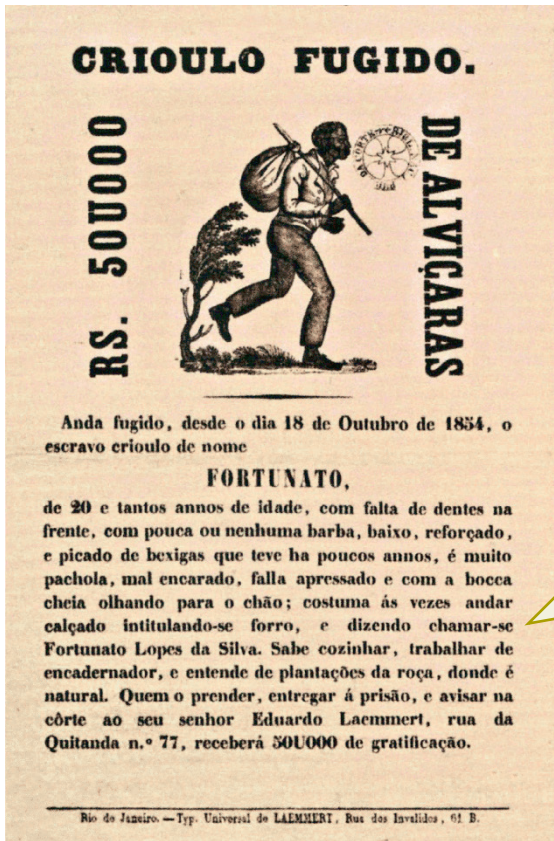 CRIOULO FUGIDO.
RS. 50U000
DE ALVIÇARAS
Anda fugido, desde o dia 18 de Outubro de 1854, o
escravo crioulo de nome
FORTUNATO,
de 20 e tantos annos de idade, com falta de dentes na
frente, com pouca ou nenhuma barba, baixo, reforçado,
e picado de bexigas que teve ha poucos annos, é muito
pachola, mal encarado, falla apressado e com a bocca
cheia olhando para o chão; costuma ás vezes andar
calçado intitulando-se forro, e dizendo chamar-se
Fortunato Lopes da Silva. Sabe cozinhar, trabalhar de
encadernador, e entende de plantações da roça, donde é
natural. Quem o prender, entregar á prisão, e avisar na
côrte ao seu senhor Eduardo Laemmert, rua da
Quitanda n.º 77, receberá 50U000 de gratificação.
Rio de Janeiro. — Typ. Universal de LAEMMERT, Rua dos Invalidos, 61 B.